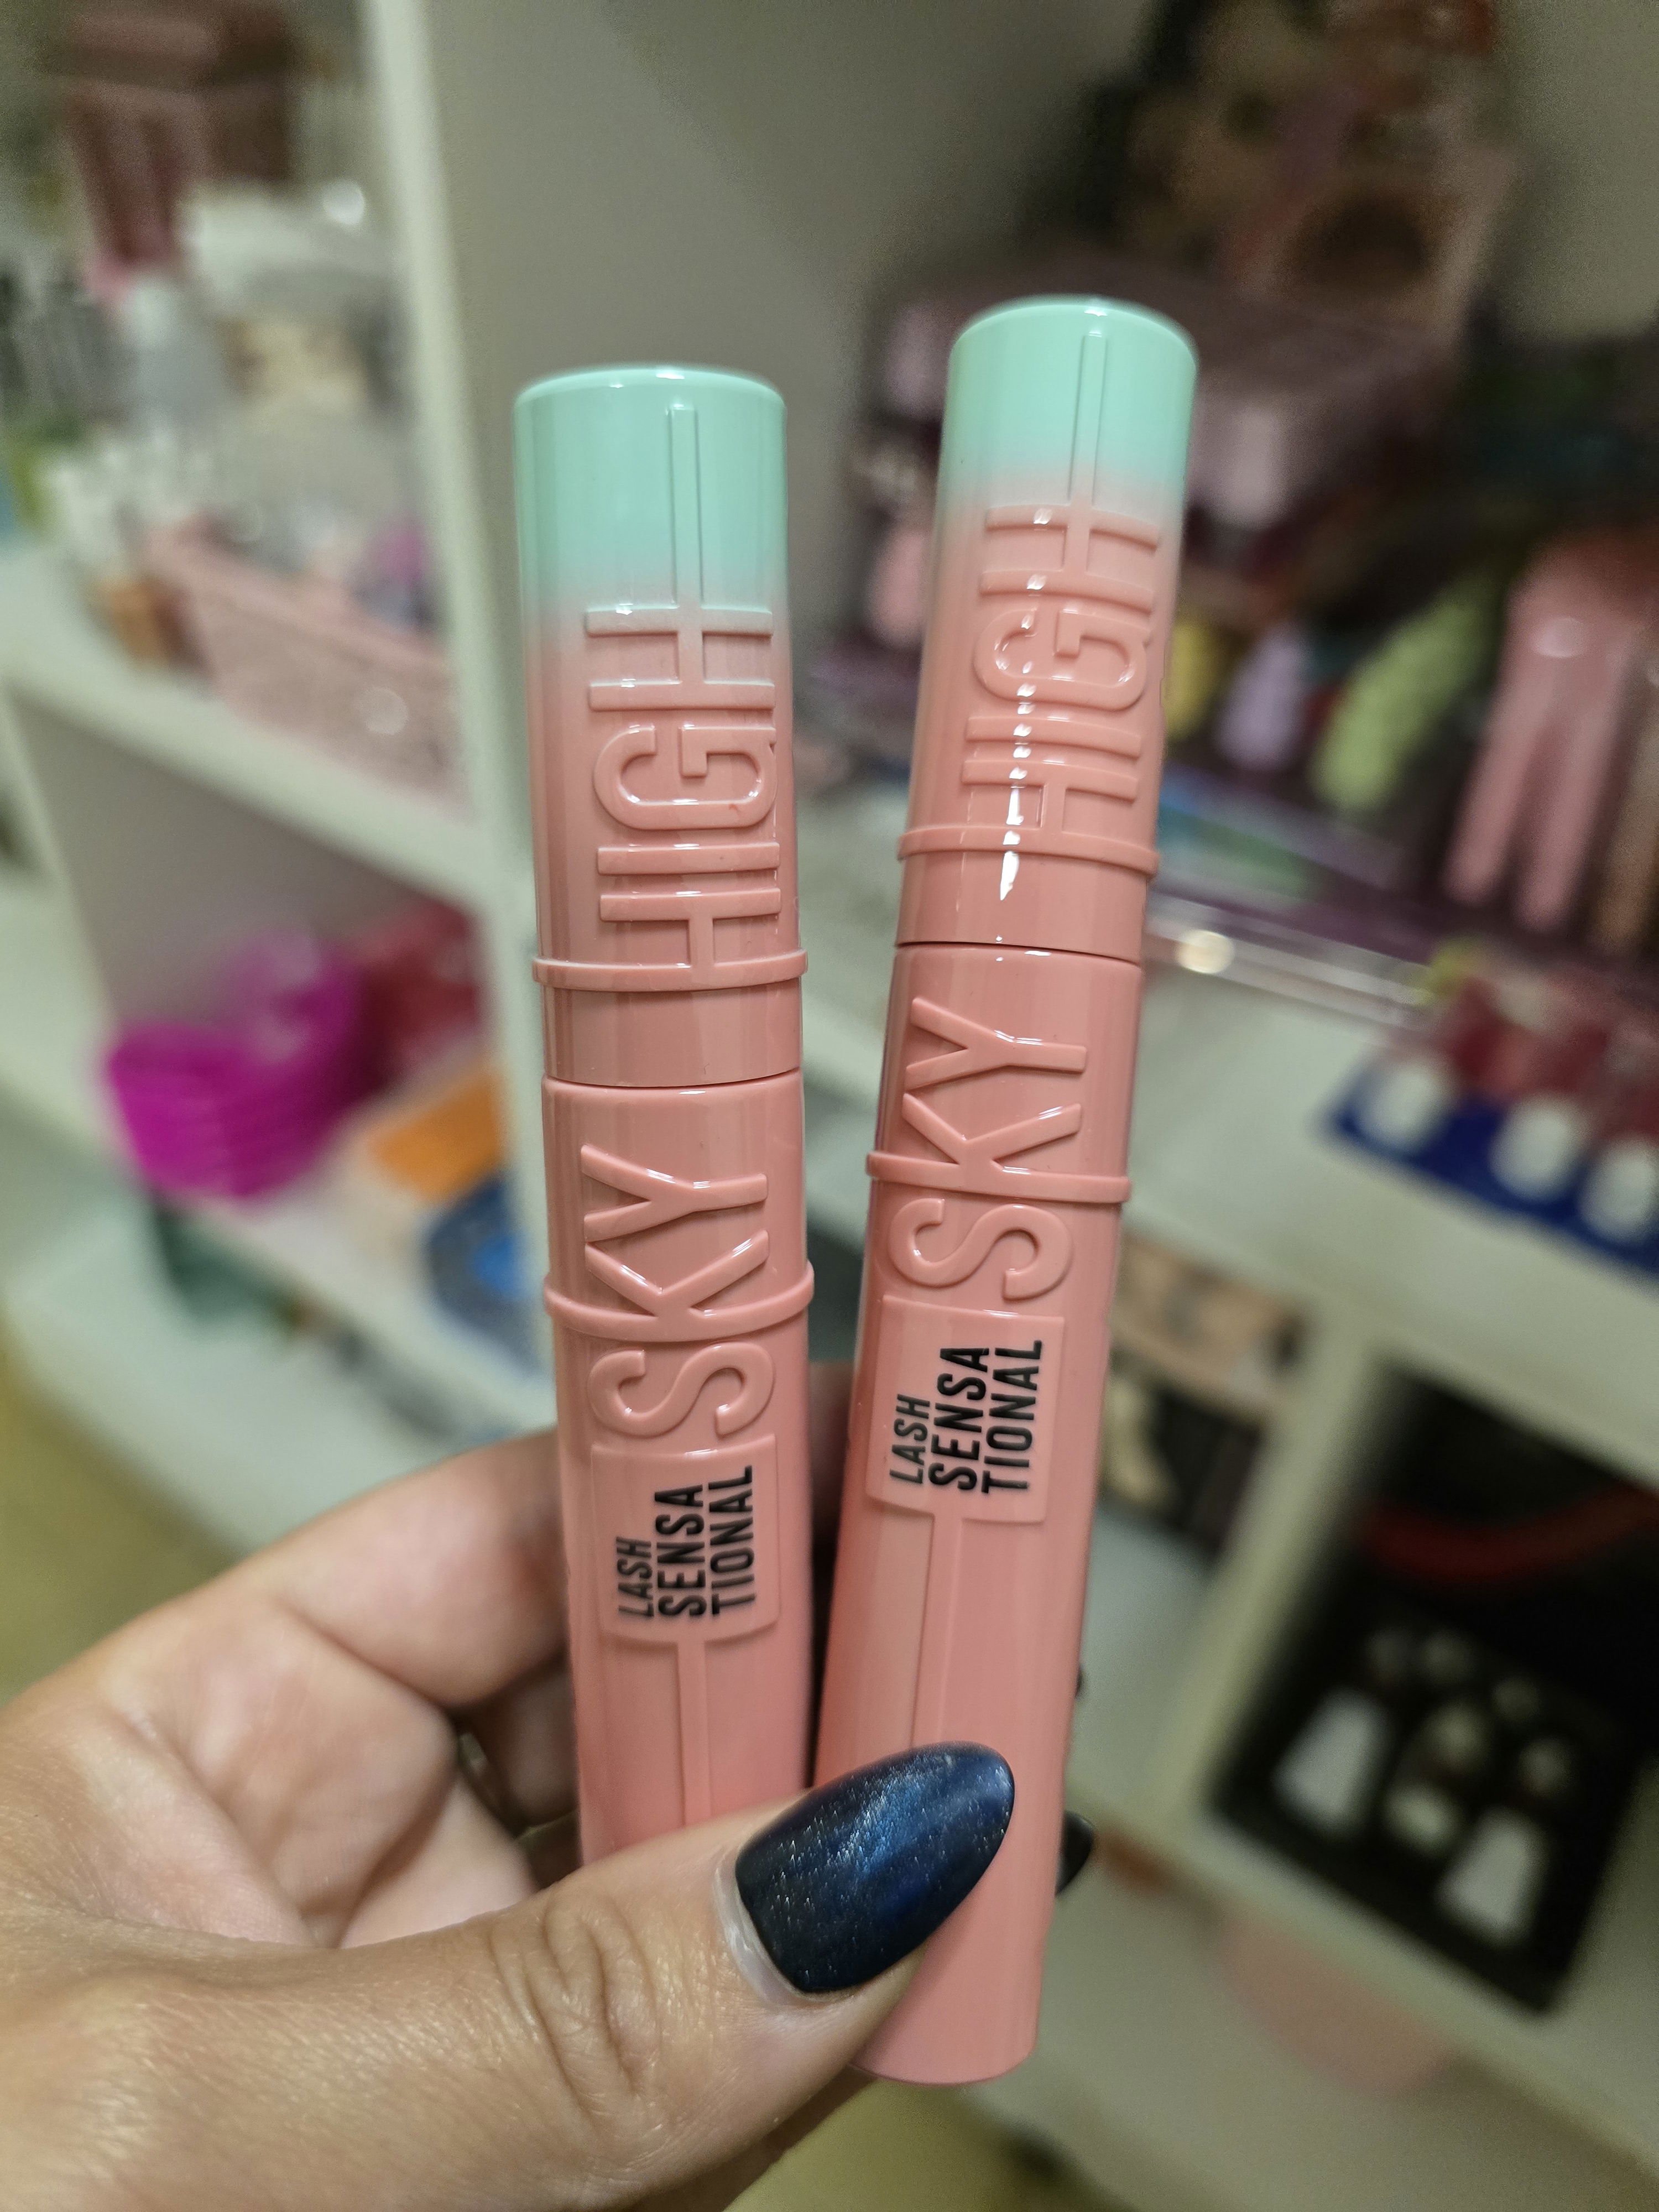 SKY HIGH
LASH
SENSA
TIONAL
SKY HIGH
LASH
SENSA
TIONAL